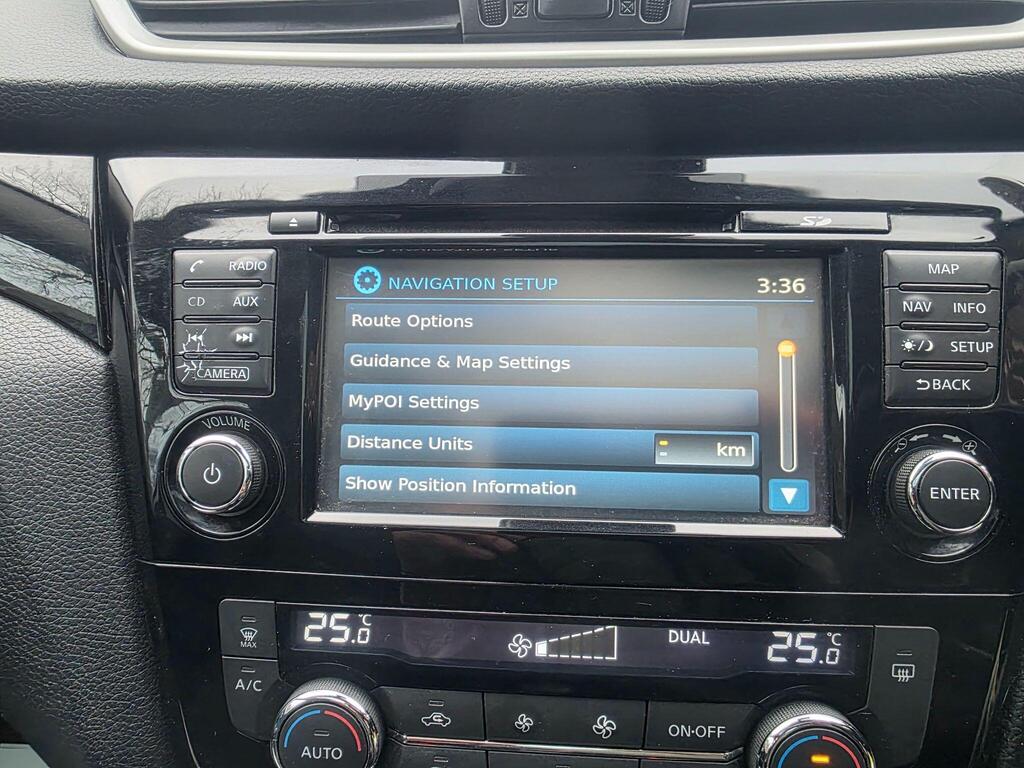 SD
RADIO
CD AUX
CAMERA
VOLUME
NAVIGATION SETUP 3:36
Route Options
Guidance & Map Settings
MyPOI Settings
Distance Units km
Show Position Information
MAP
NAV INFO
SETUP
BACK
ENTER
MAX
A/C
25.0 °C
DUAL
25.0 °C
AUTO
ON·OFF